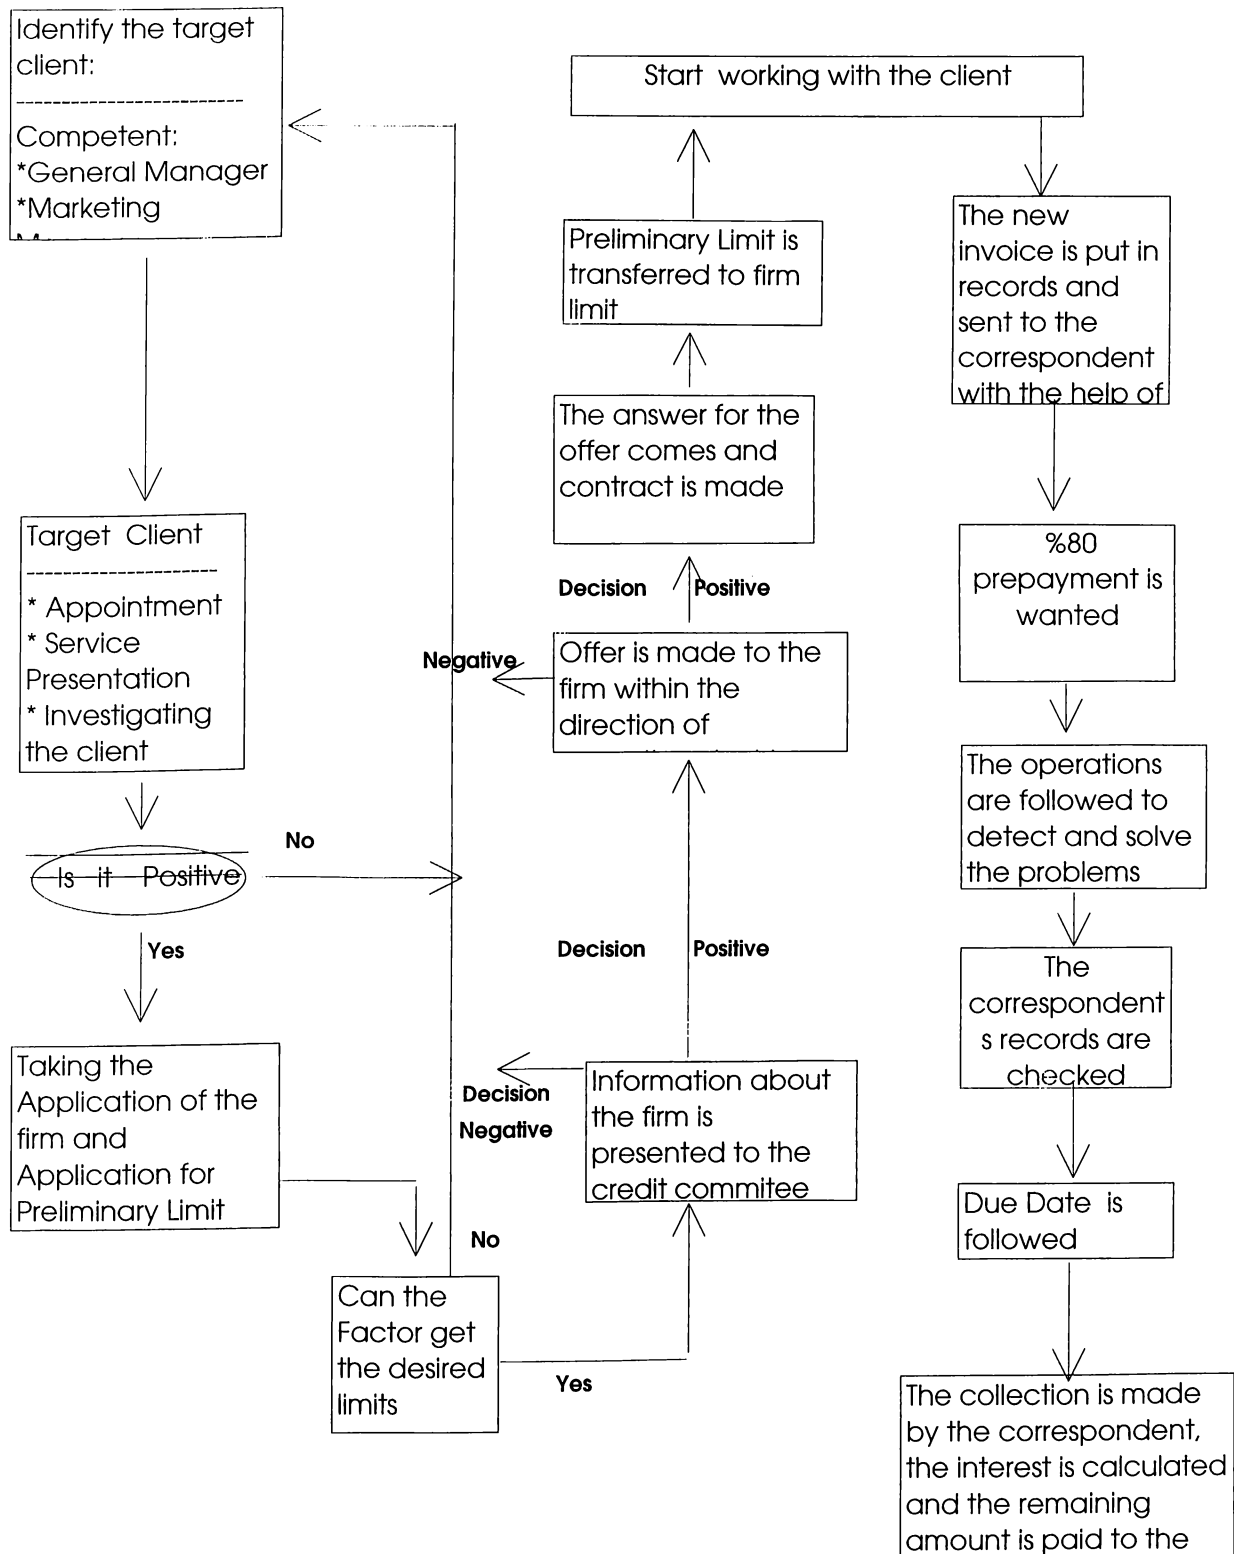 Identify the target
client:
-------------------------
Competent:
*General Manager
*Marketing
Target Client
---------------------
* Appointment
* Service
Presentation
* Investigating
the client
Is it Positive
No
Yes
Taking the
Application of the
firm and
Application for
Preliminary Limit
No
Can the
Factor get
the desired
limits
Yes
Information about
the firm is
presented to the
credit commitee
Decision
Negative
Decision Positive
Offer is made to the
firm within the
direction of
Negative
Decision Positive
The answer for the
offer comes and
contract is made
Preliminary Limit is
transferred to firm
limit
Start working with the client
The new
invoice is put in
records and
sent to the
correspondent
with the help of
%80
prepayment is
wanted
The operations
are followed to
detect and solve
the problems
The
correspondent
s records are
checked
Due Date is
followed
The collection is made
by the correspondent,
the interest is calculated
and the remaining
amount is paid to the